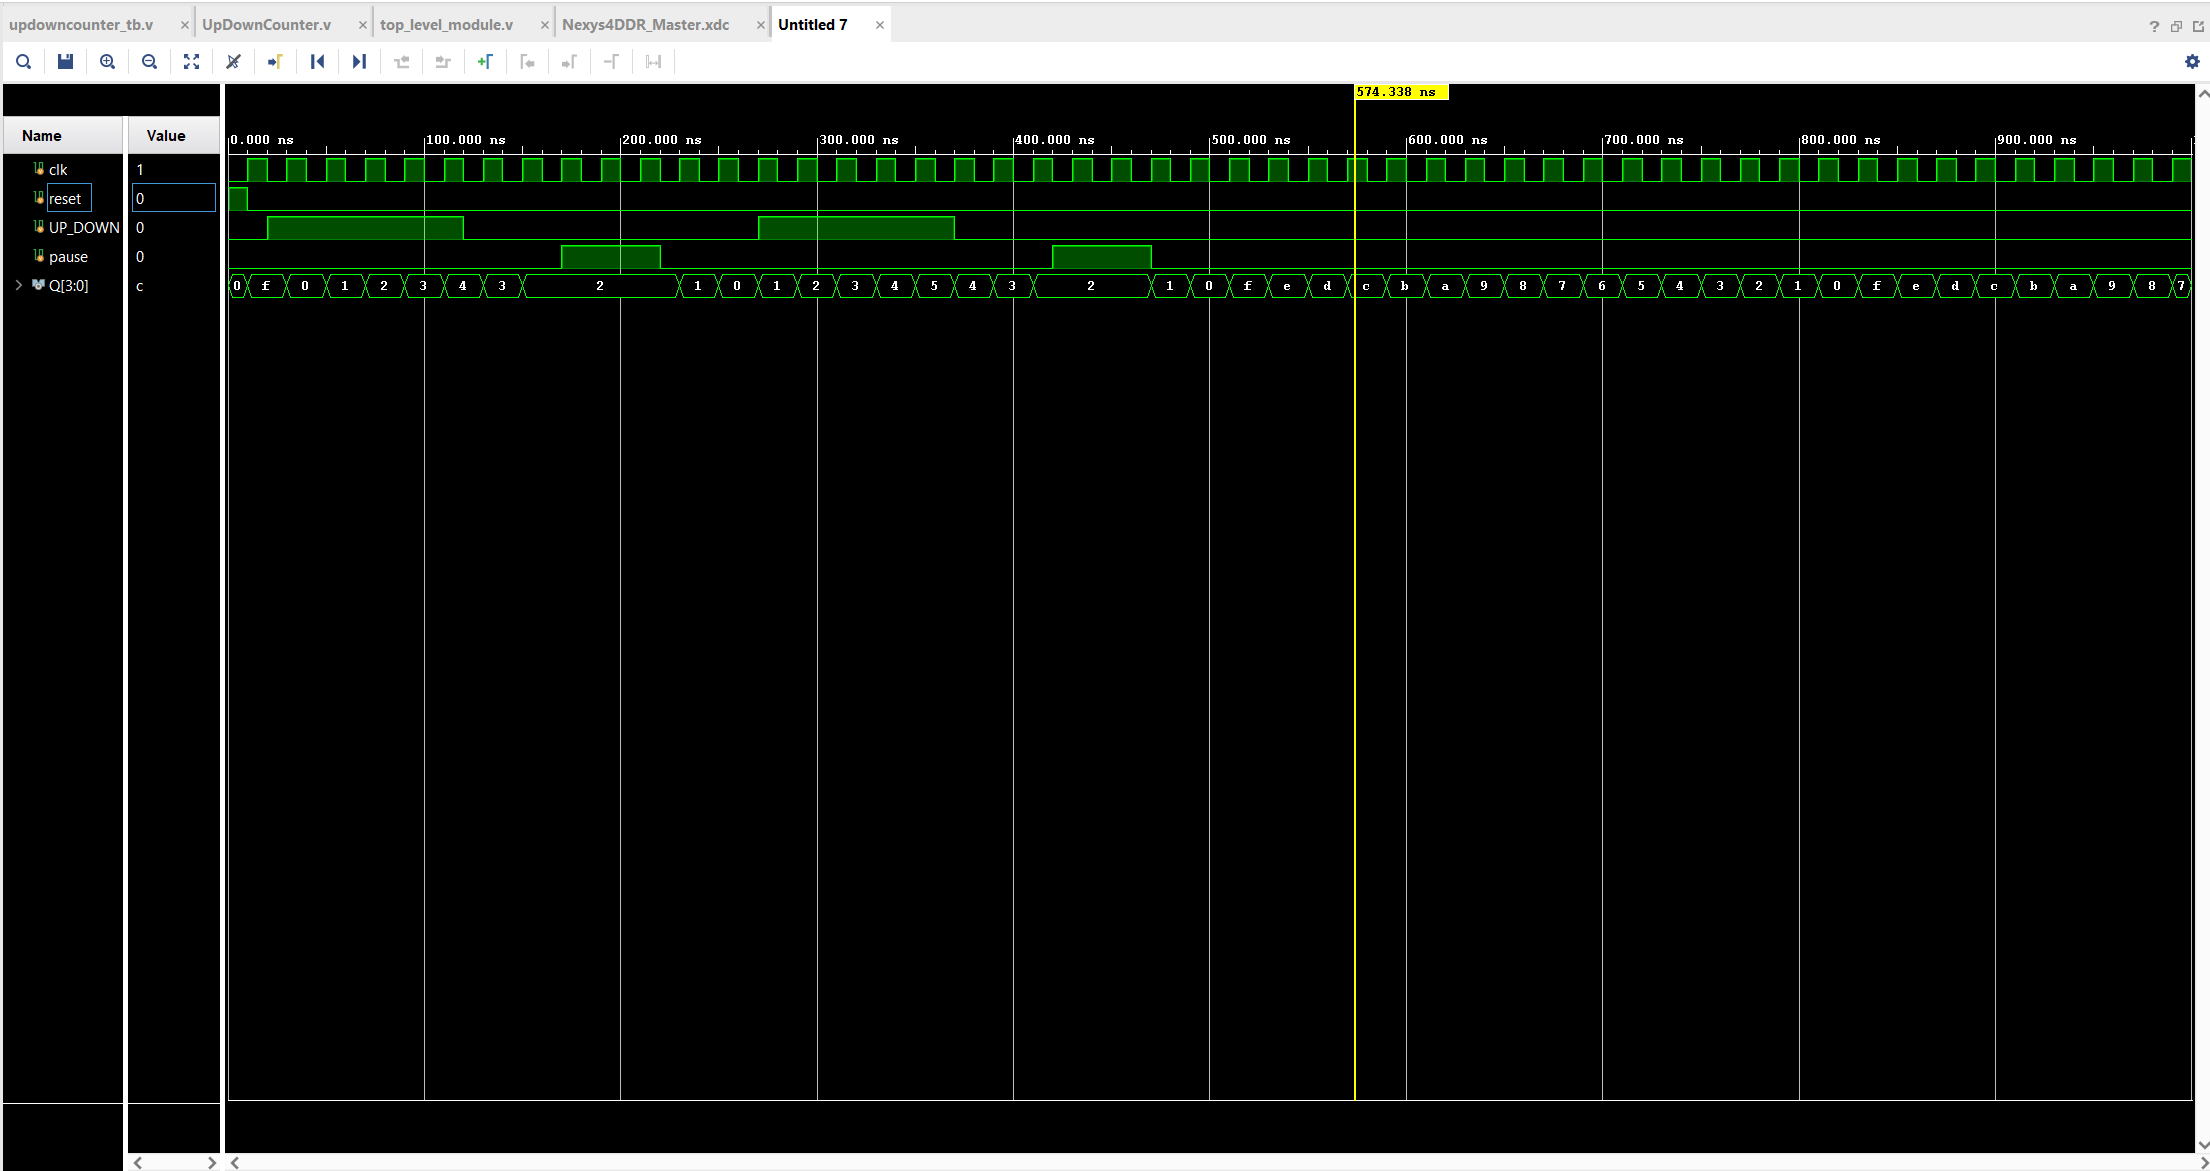 updowncounter_tb.v × UpDownCounter.v × top_level_module.v × Nexys4DDR_Master.xdc × Untitled 7 ×
574.338 ns
Name Value
0.000 ns 100.000 ns 200.000 ns 300.000 ns 400.000 ns 500.000 ns 600.000 ns 700.000 ns 800.000 ns 900.000 ns
clk 1
reset 0
UP_DOWN 0
pause 0
Q[3:0] c 0 f 0 1 2 3 4 3 2 1 0 1 2 3 4 5 4 3 2 1 0 f e d c b a 9 8 7 6 5 4 3 2 1 0 f e d c b a 9 8 7